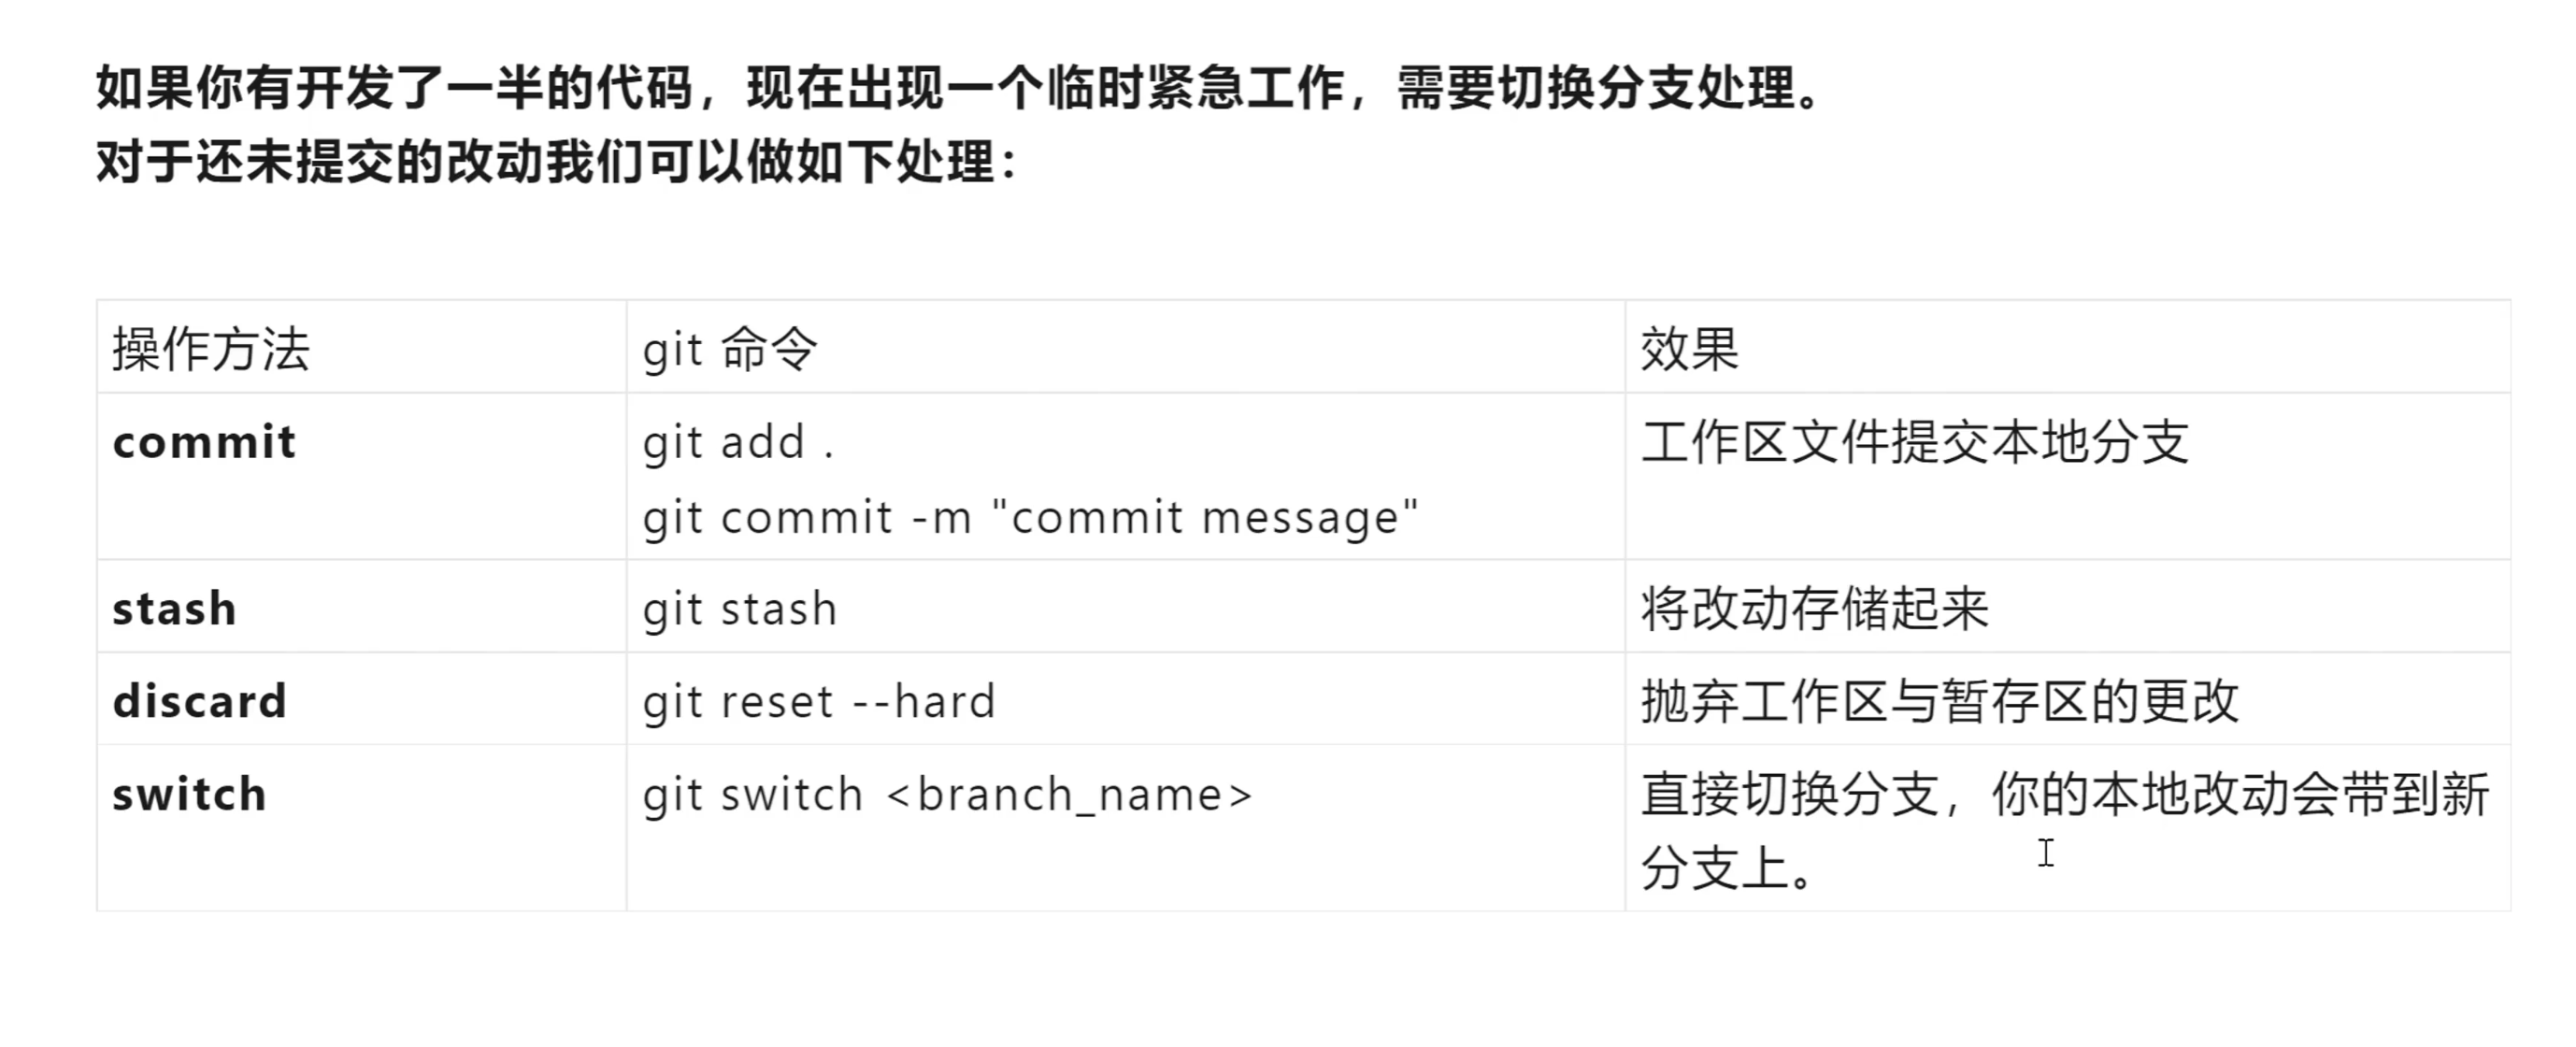 如果你有开发了一半的代码，现在出现一个临时紧急工作，需要切换分支处理。
对于还未提交的改动我们可以做如下处理：
操作方法 git 命令 效果
commit git add . 工作区文件提交本地分支
git commit -m "commit message"
stash git stash 将改动存储起来
discard git reset --hard 抛弃工作区与暂存区的更改
switch git switch <branch_name> 直接切换分支，你的本地改动会带到新
分支上。